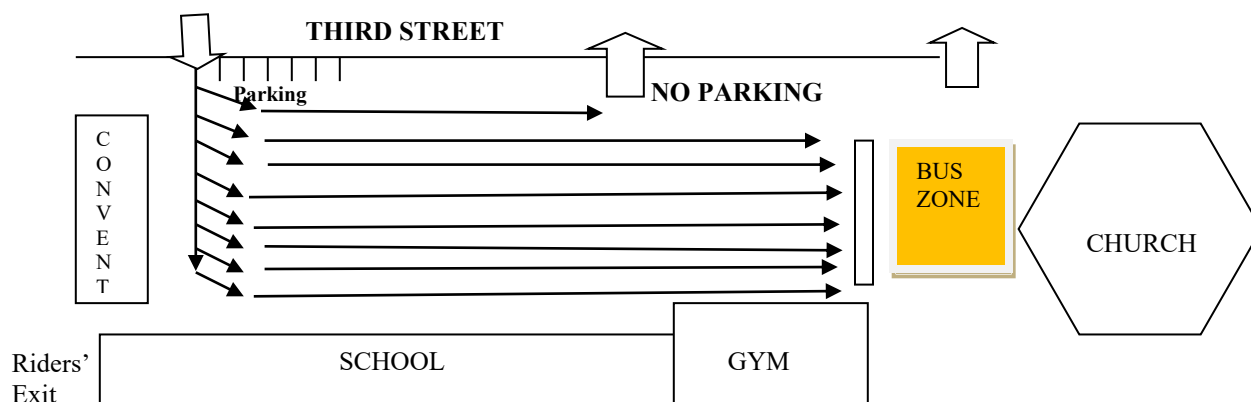 THIRD STREET
Parking
NO PARKING
C
O
N
V
E
N
T
BUS
ZONE
CHURCH
Riders’
Exit
SCHOOL
GYM